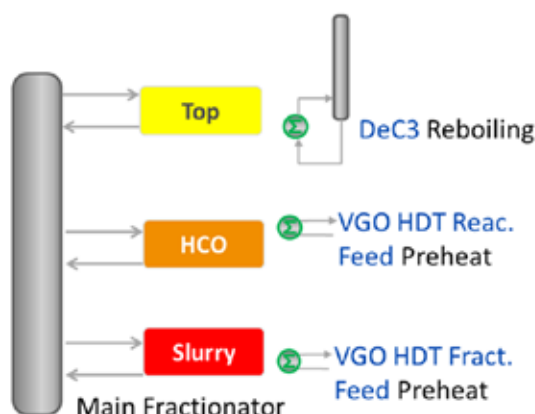 Top
DeC3 Reboiling
HCO
VGO HDT Reac.
Feed Preheat
Slurry
VGO HDT Fract.
Feed Preheat
Main Fractionator